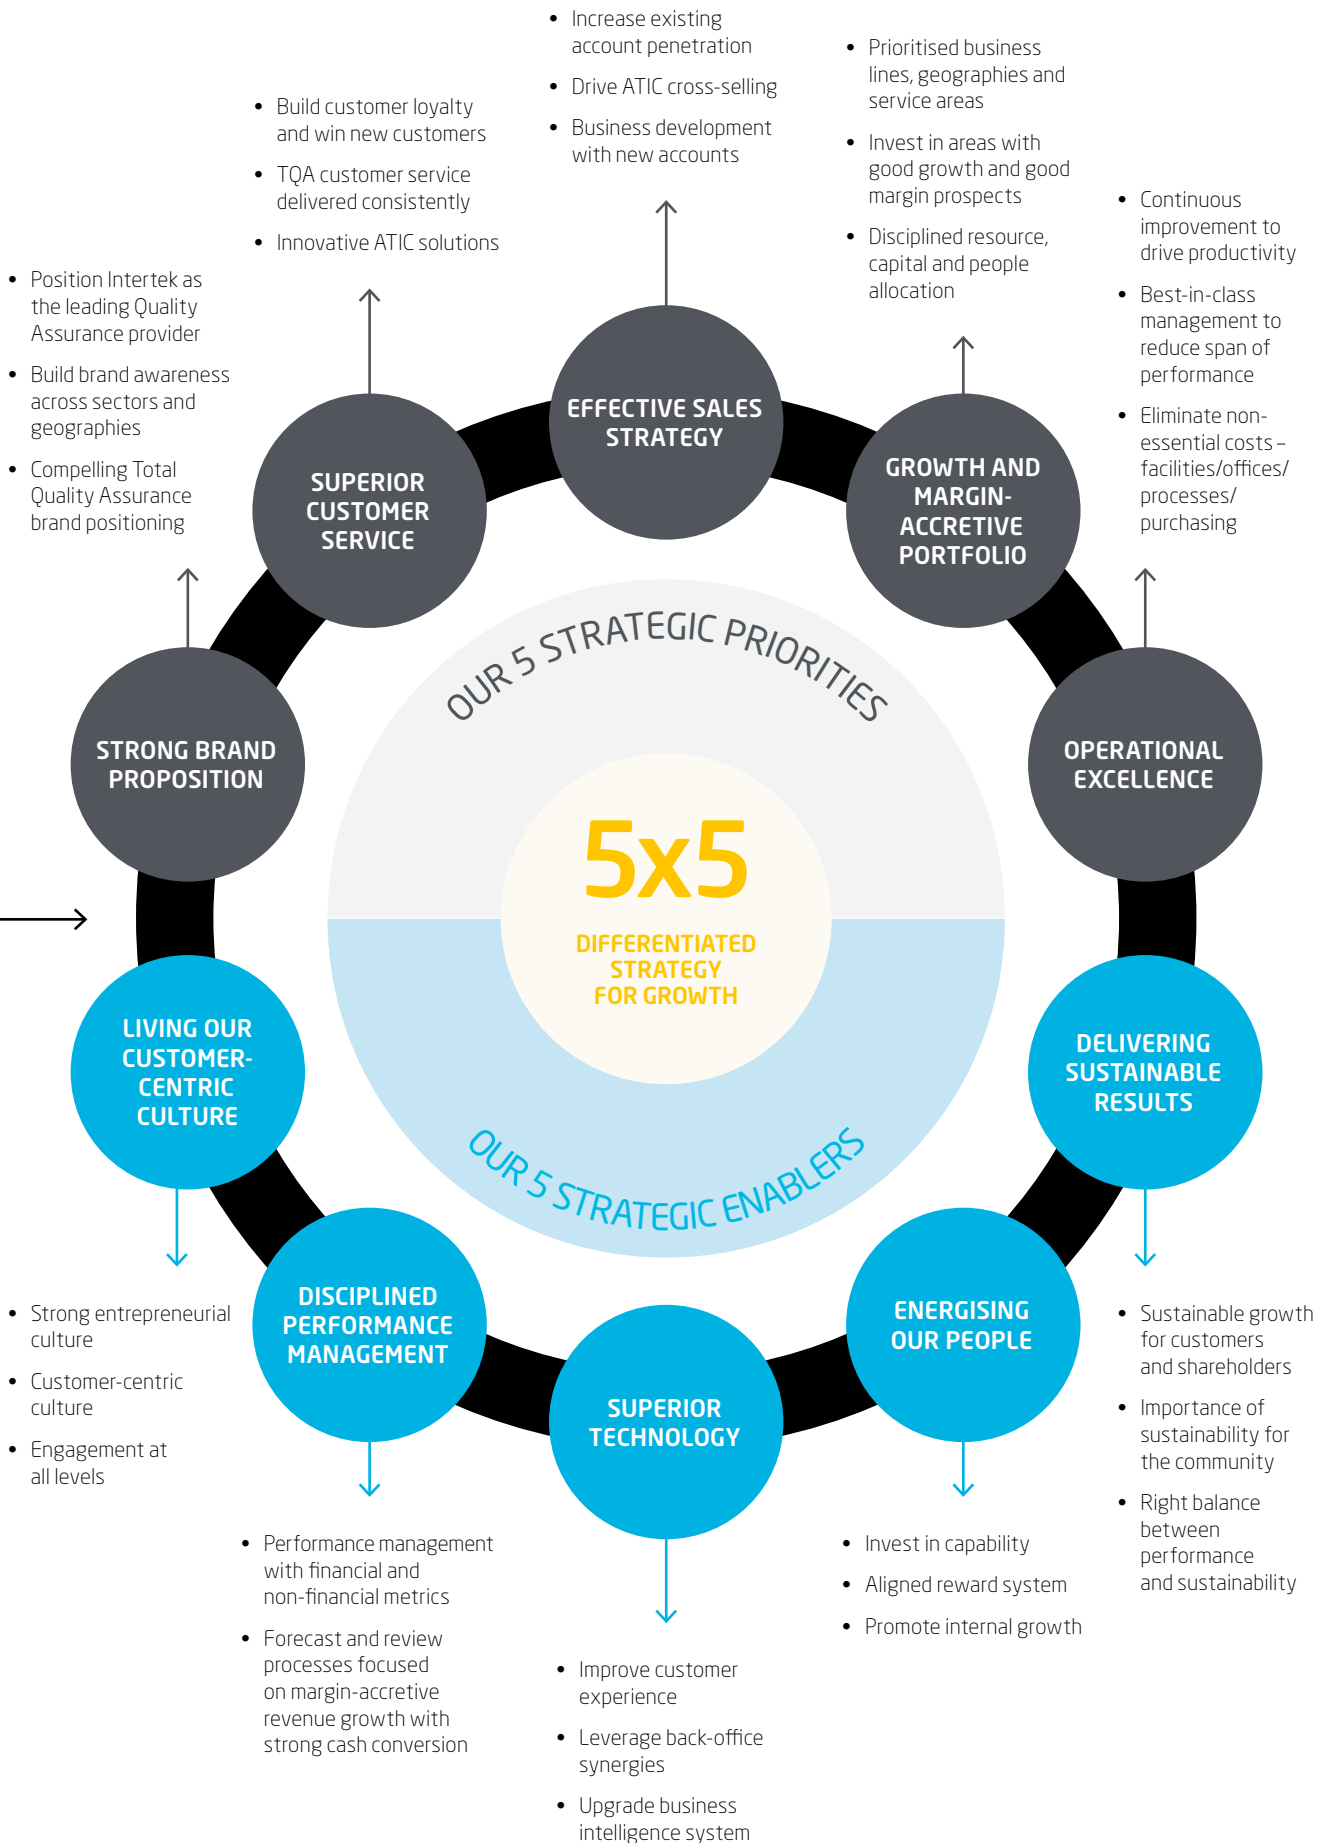 • Increase existing
account penetration
• Drive ATIC cross-selling
• Business development
with new accounts
• Prioritised business
lines, geographies and
service areas
• Invest in areas with
good growth and good
margin prospects
• Disciplined resource,
capital and people
allocation
• Build customer loyalty
and win new customers
• TQA customer service
delivered consistently
• Innovative ATIC solutions
• Continuous
improvement to
drive productivity
• Best-in-class
management to
reduce span of
performance
• Eliminate non-
essential costs –
facilities/offices/
processes/
purchasing
• Position Intertek as
the leading Quality
Assurance provider
• Build brand awareness
across sectors and
geographies
• Compelling Total
Quality Assurance
brand positioning
EFFECTIVE SALES
STRATEGY
SUPERIOR
CUSTOMER
SERVICE
GROWTH AND
MARGIN-
ACCRETIVE
PORTFOLIO
STRONG BRAND
PROPOSITION
OPERATIONAL
EXCELLENCE
OUR 5 STRATEGIC PRIORITIES
5x5
DIFFERENTIATED
STRATEGY
FOR GROWTH
OUR 5 STRATEGIC ENABLERS
LIVING OUR
CUSTOMER-
CENTRIC
CULTURE
DELIVERING
SUSTAINABLE
RESULTS
DISCIPLINED
PERFORMANCE
MANAGEMENT
ENERGISING
OUR PEOPLE
SUPERIOR
TECHNOLOGY
• Strong entrepreneurial
culture
• Customer-centric
culture
• Engagement at
all levels
• Performance management
with financial and
non-financial metrics
• Forecast and review
processes focused
on margin-accretive
revenue growth with
strong cash conversion
• Improve customer
experience
• Leverage back-office
synergies
• Upgrade business
intelligence system
• Invest in capability
• Aligned reward system
• Promote internal growth
• Sustainable growth
for customers
and shareholders
• Importance of
sustainability for
the community
• Right balance
between
performance
and sustainability